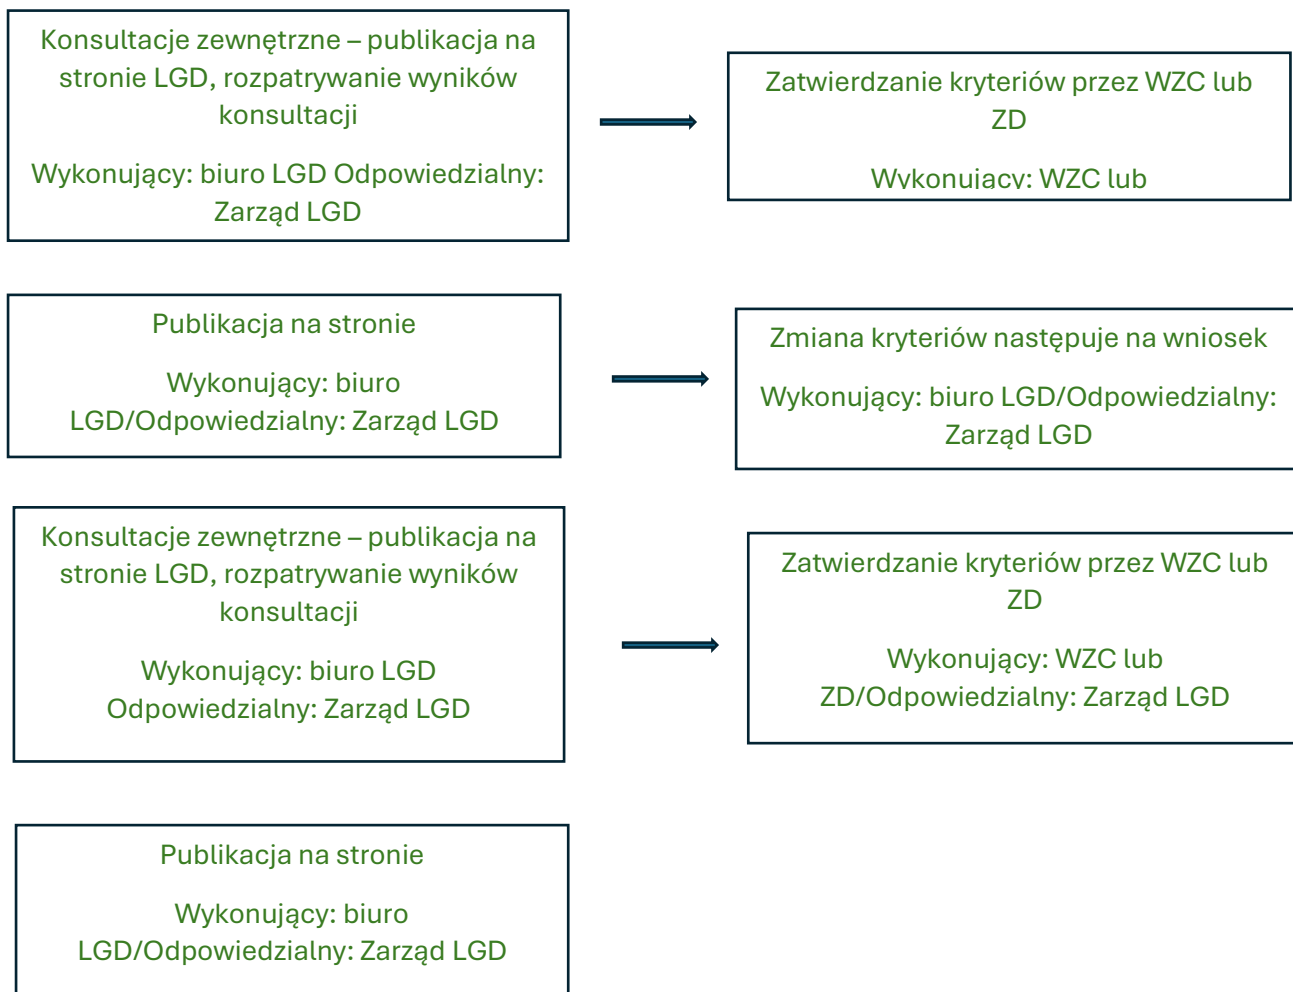 Konsultacje zewnętrzne – publikacja na
stronie LGD, rozpatrywanie wyników
konsultacji
Wykonujący: biuro LGD Odpowiedzialny:
Zarząd LGD
Zatwierdzanie kryteriów przez WZC lub
ZD
Wykonujący: WZC lub
Publikacja na stronie
Wykonujący: biuro
LGD/Odpowiedzialny: Zarząd LGD
Zmiana kryteriów następuje na wniosek
Wykonujący: biuro LGD/Odpowiedzialny:
Zarząd LGD
Konsultacje zewnętrzne – publikacja na
stronie LGD, rozpatrywanie wyników
konsultacji
Wykonujący: biuro LGD
Odpowiedzialny: Zarząd LGD
Zatwierdzanie kryteriów przez WZC lub
ZD
Wykonujący: WZC lub
ZD/Odpowiedzialny: Zarząd LGD
Publikacja na stronie
Wykonujący: biuro
LGD/Odpowiedzialny: Zarząd LGD